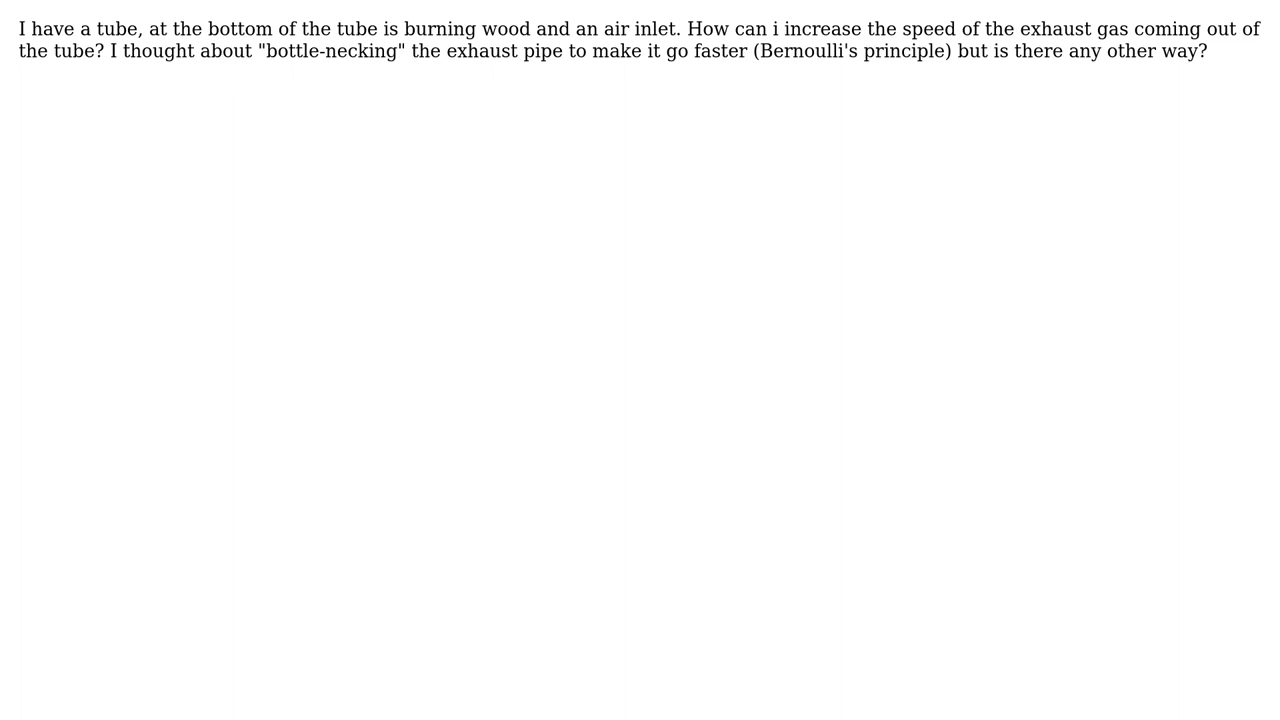 I have a tube, at the bottom of the tube is burning wood and an air inlet. How can i increase the speed of the exhaust gas coming out of
the tube? I thought about "bottle-necking" the exhaust pipe to make it go faster (Bernoulli's principle) but is there any other way?